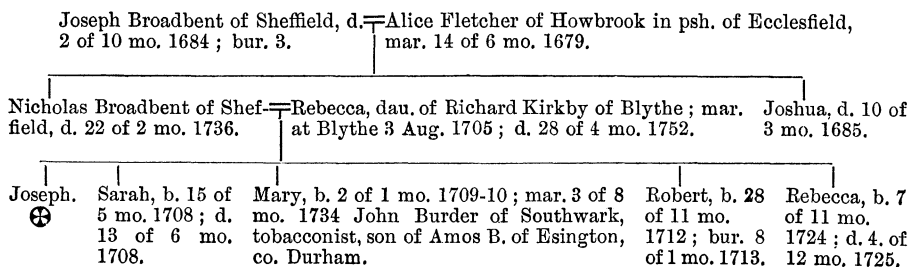 Joseph Broadbent of Sheffield, d.
2 of 10 mo. 1684 ; bur. 3.
Alice Fletcher of Howbrook in psh. of Ecclesfield,
mar. 14 of 6 mo. 1679.
Nicholas Broadbent of Shef-
field, d. 22 of 2 mo. 1736.
Rebecca, dau. of Richard Kirkby of Blythe ; mar.
at Blythe 3 Aug. 1705 ; d. 28 of 4 mo. 1752.
Joshua, d. 10 of
3 mo. 1685.
Joseph.
Sarah, b. 15 of
5 mo. 1708 ; d.
13 of 6 mo.
1708.
Mary, b. 2 of 1 mo. 1709-10 ; mar. 3 of 8
mo. 1734 John Burder of Southwark,
tobacconist, son of Amos B. of Esington,
co. Durham.
Robert, b. 28
of 11 mo.
1712 ; bur. 8
of 1 mo. 1713.
Rebecca, b. 7
of 11 mo.
1724 ; d. 4. of
12 mo. 1725.